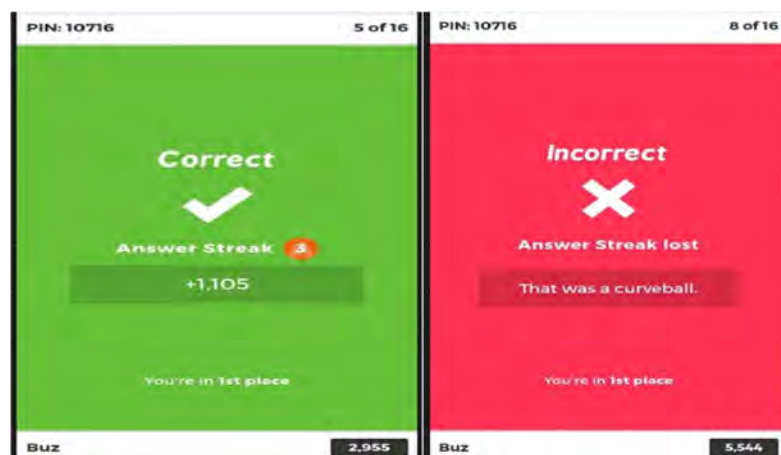 PIN: 10716 5 of 16
Correct
Answer Streak 3
+1,105
You're in 1st place
Buz 2,955
PIN: 10716 8 of 16
Incorrect
Answer Streak lost
That was a curveball.
You're in 1st place
Buz 5,544